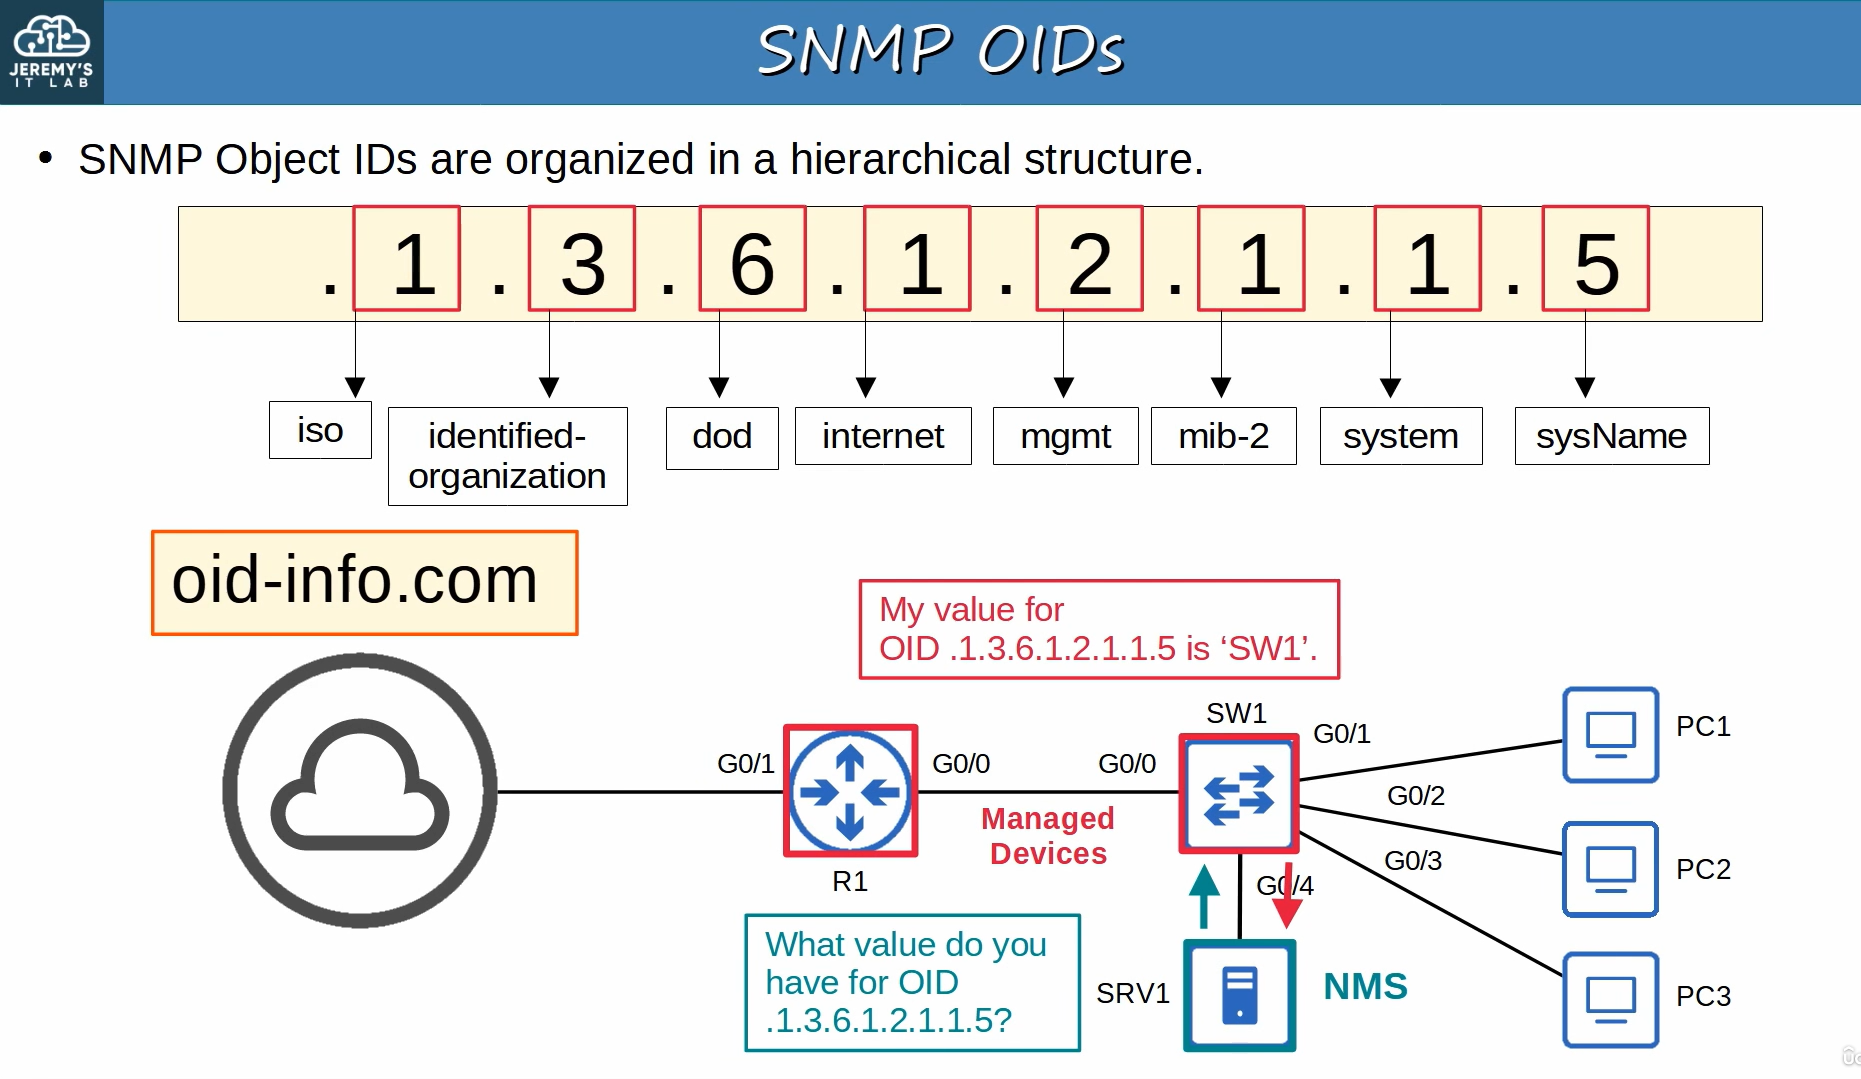 JEREMY'S
IT LAB
SNMP OIDs
• SNMP Object IDs are organized in a hierarchical structure.
. 1 . 3 . 6 . 1 . 2 . 1 . 1 . 5
iso
identified-
organization
dod
internet
mgmt
mib-2
system
sysName
oid-info.com
My value for
OID .1.3.6.1.2.1.1.5 is ‘SW1’.
SW1
G0/1
PC1
G0/1
G0/0
G0/0
G0/2
Managed
Devices
G0/3
PC2
R1
G0/4
What value do you
have for OID
.1.3.6.1.2.1.1.5?
SRV1
NMS
PC3